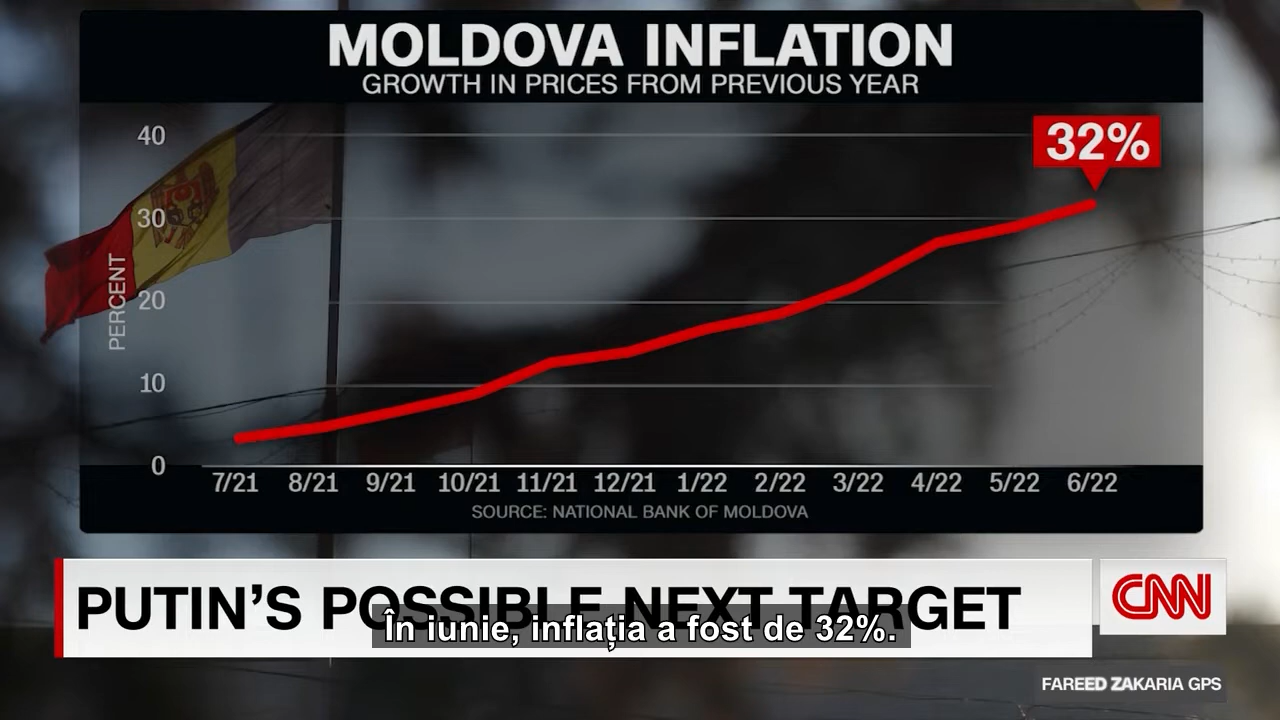 MOLDOVA INFLATION
GROWTH IN PRICES FROM PREVIOUS YEAR
32%
40
30
20
10
0
PERCENT
7/21 8/21 9/21 10/21 11/21 12/21 1/22 2/22 3/22 4/22 5/22 6/22
SOURCE: NATIONAL BANK OF MOLDOVA
PUTIN'S POSSIBLE NEXT TARGET
CNN
În iunie, inflația a fost de 32%.
FAREED ZAKARIA GPS